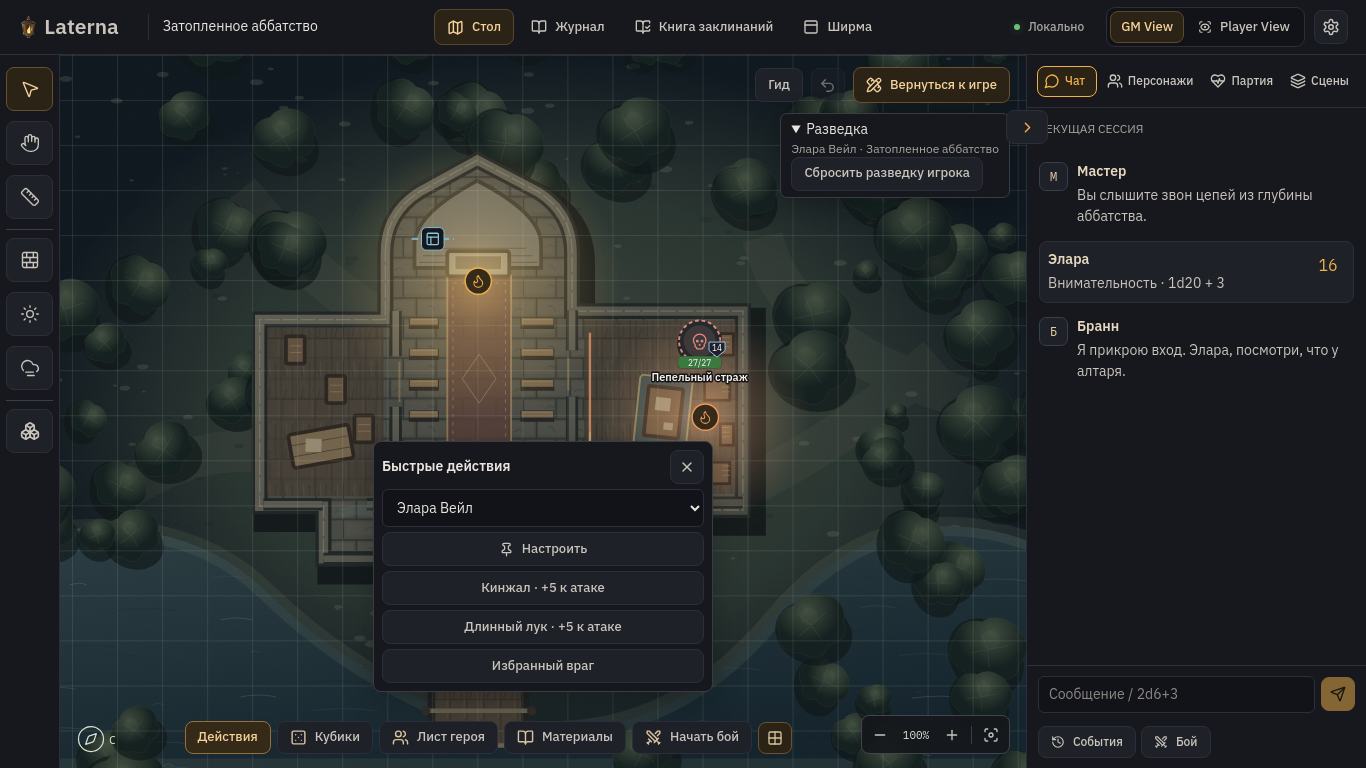 Laterna
Затопленное аббатство
Стол
Журнал
Книга заклинаний
Ширма
Локально
GM View
Player View
Гид
Вернуться к игре
Чат
Персонажи
Партия
Сцены
Разведка
Элара Вейл · Затопленное аббатство
Сбросить разведку игрока
ЕКУЩАЯ СЕССИЯ
М
Мастер
Вы слышите звон цепей из глубины
аббатства.
Элара
16
Внимательность · 1d20 + 3
Б
Бранн
Я прикрою вход. Элара, посмотри, что у
алтаря.
14
27/27
Пепельный страж
Быстрые действия
Элара Вейл
Настроить
Кинжал · +5 к атаке
Длинный лук · +5 к атаке
Избранный враг
С
Действия
Кубики
Лист героя
Материалы
Начать бой
100%
Сообщение / 2d6+3
События
Бой